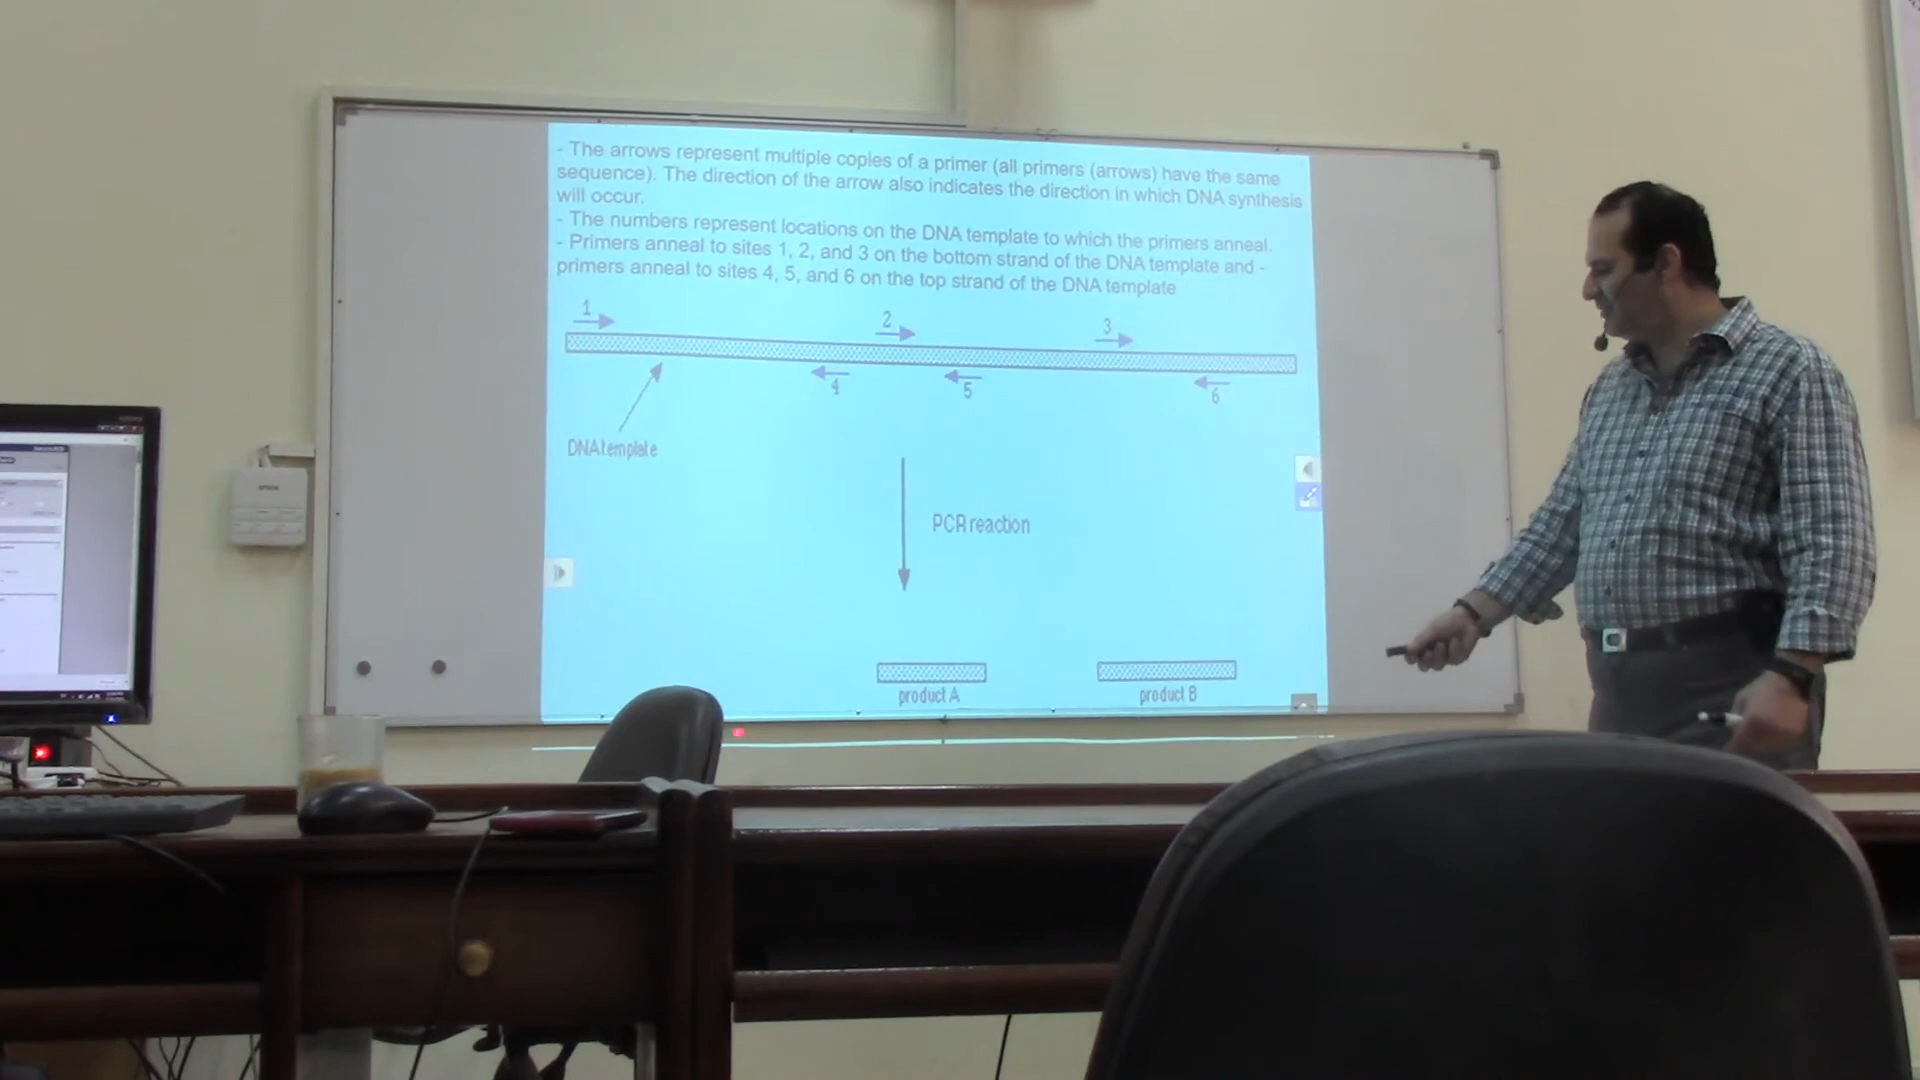 - The arrows represent multiple copies of a primer (all primers (arrows) have the same
sequence). The direction of the arrow also indicates the direction in which DNA synthesis
will occur.
- The numbers represent locations on the DNA template to which the primers anneal.
- Primers anneal to sites 1, 2, and 3 on the bottom strand of the DNA template and -
primers anneal to sites 4, 5, and 6 on the top strand of the DNA template
1
2
3
4
5
6
DNA template
PCR reaction
product A
product B
EPSON